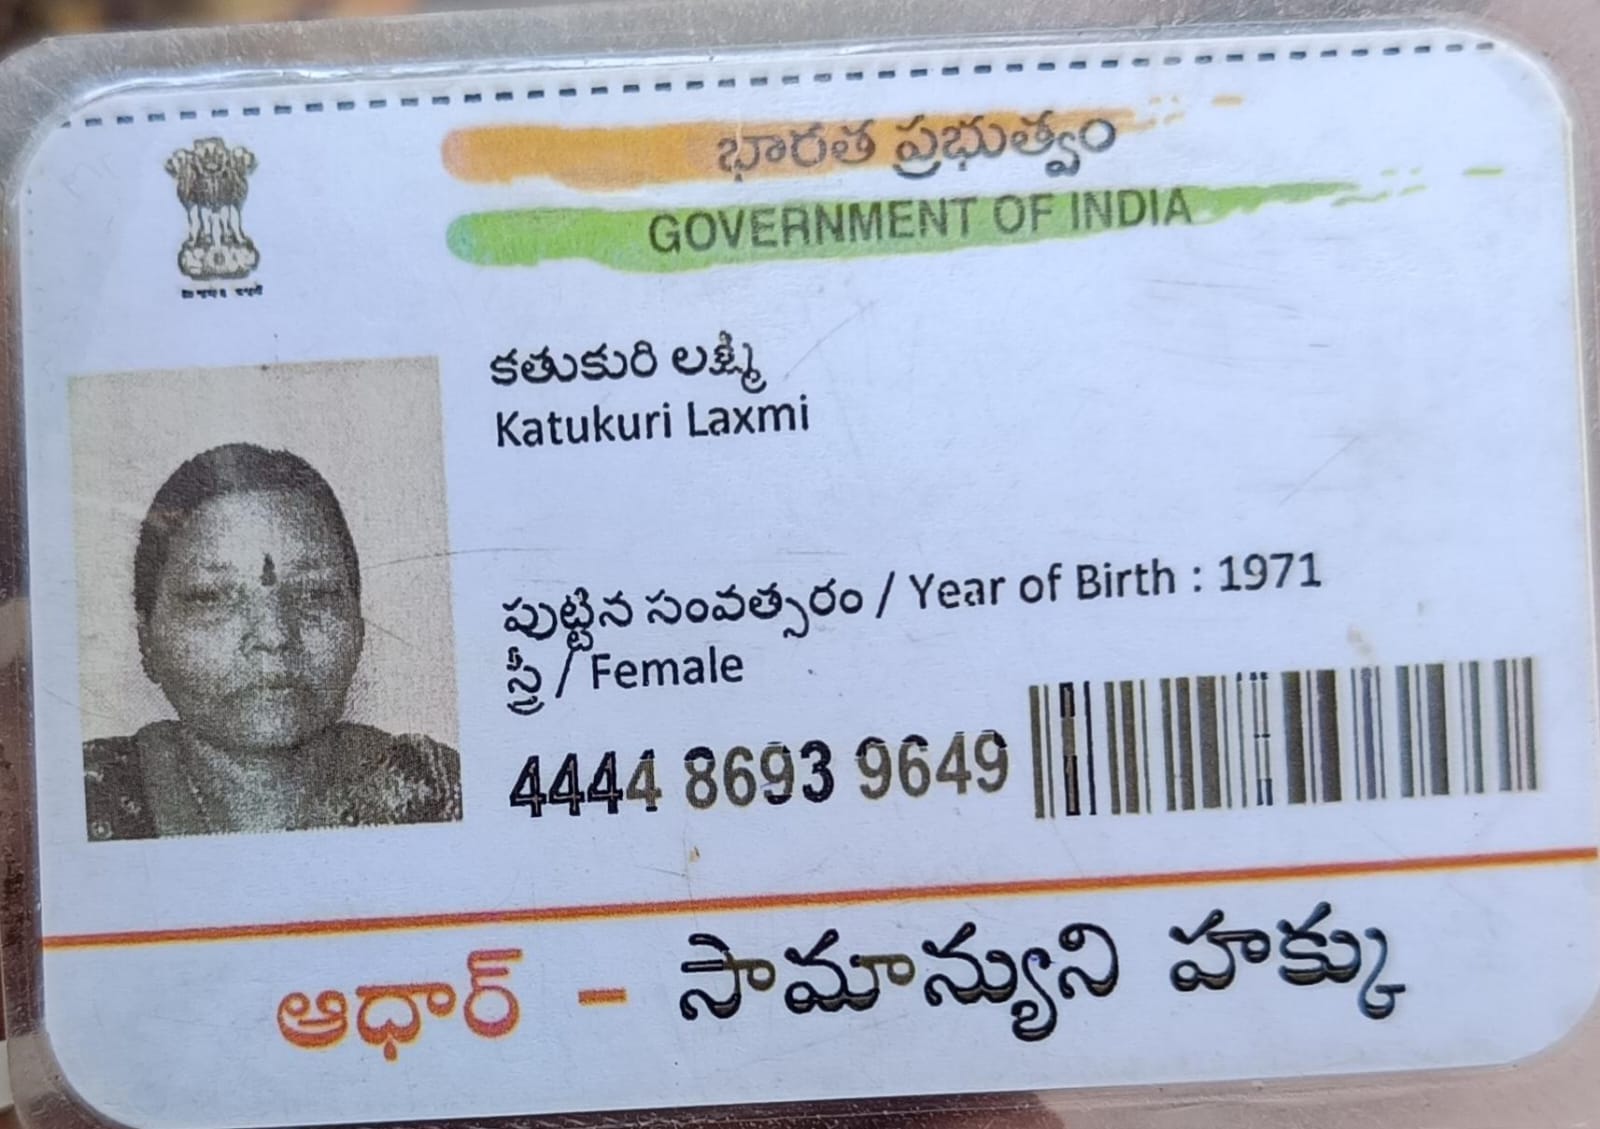 భారత ప్రభుత్వం
GOVERNMENT OF INDIA
కతుకురి లక్ష్మి
Katukuri Laxmi
పుట్టిన సంవత్సరం / Year of Birth : 1971
స్త్రీ / Female
4444 8693 9649
ఆధార్ - సామాన్యుని హక్కు